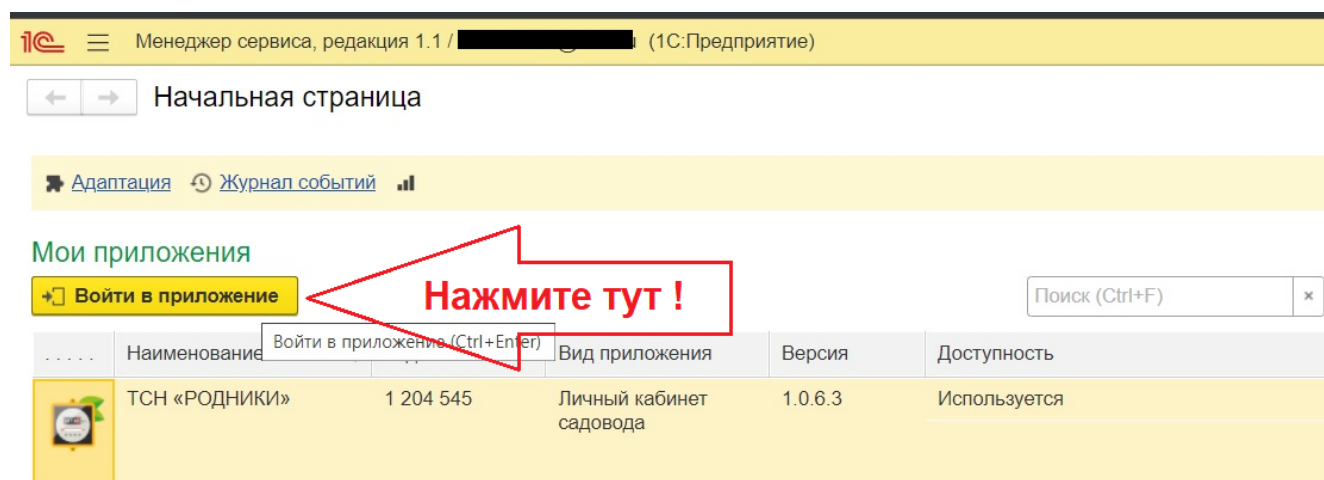 1С Менеджер сервиса, редакция 1.1 / (1С:Предприятие)
Начальная страница
Адаптация Журнал событий
Мои приложения
Войти в приложение
Нажмите тут !
Поиск (Ctrl+F) ×
Войти в приложение (Ctrl+Enter)
..... Наименование Вид приложения Версия Доступность
ТСН «РОДНИКИ» 1 204 545 Личный кабинет садовода 1.0.6.3 Используется